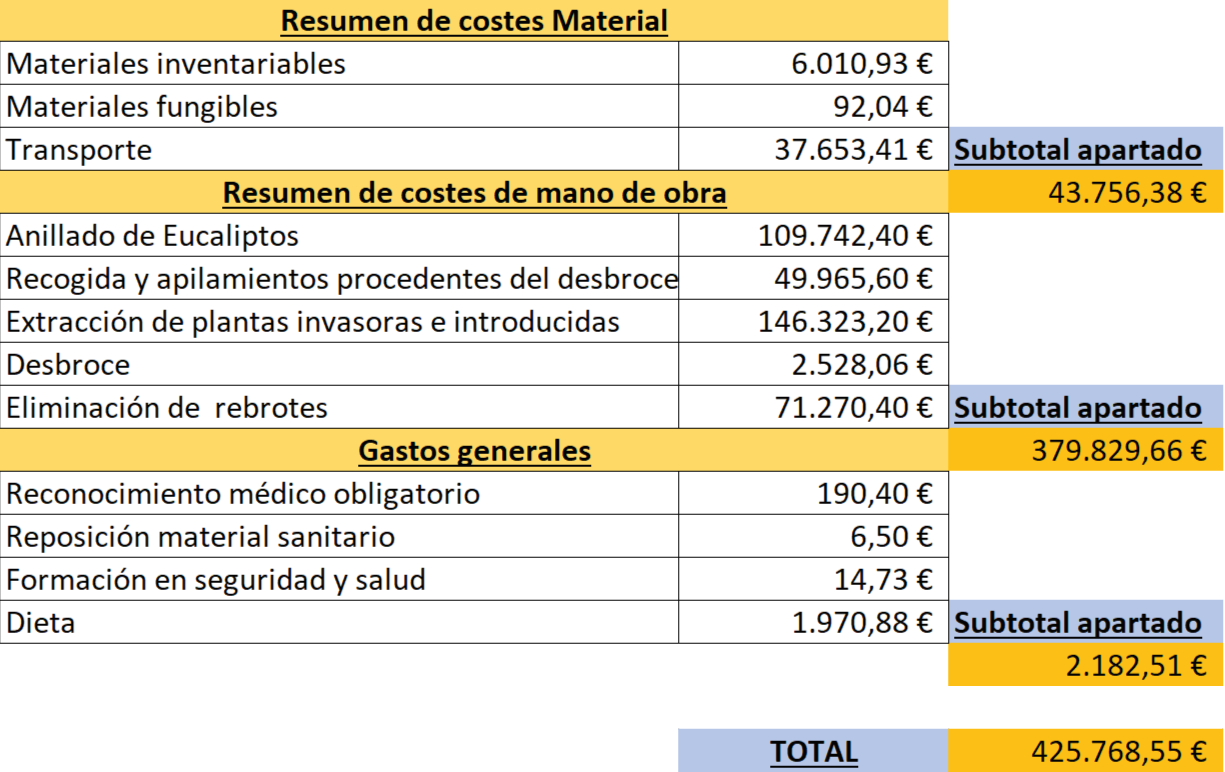 Resumen de costes Material
Materiales inventariables 6.010,93 €
Materiales fungibles 92,04 €
Transporte 37.653,41 € Subtotal apartado
Resumen de costes de mano de obra 43.756,38 €
Anillado de Eucaliptos 109.742,40 €
Recogida y apilamientos procedentes del desbroce 49.965,60 €
Extracción de plantas invasoras e introducidas 146.323,20 €
Desbroce 2.528,06 €
Eliminación de rebrotes 71.270,40 € Subtotal apartado
Gastos generales 379.829,66 €
Reconocimiento médico obligatorio 190,40 €
Reposición material sanitario 6,50 €
Formación en seguridad y salud 14,73 €
Dieta 1.970,88 € Subtotal apartado
2.182,51 €
TOTAL 425.768,55 €